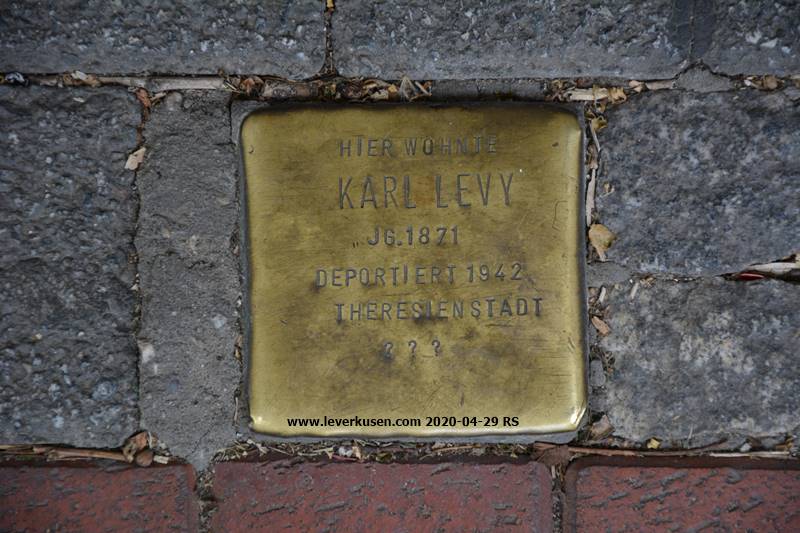 HIER WOHNTE
KARL LEVY
JG. 1871
DEPORTIERT 1942
THERESIENSTADT
? ? ?
www.leverkusen.com 2020-04-29 RS